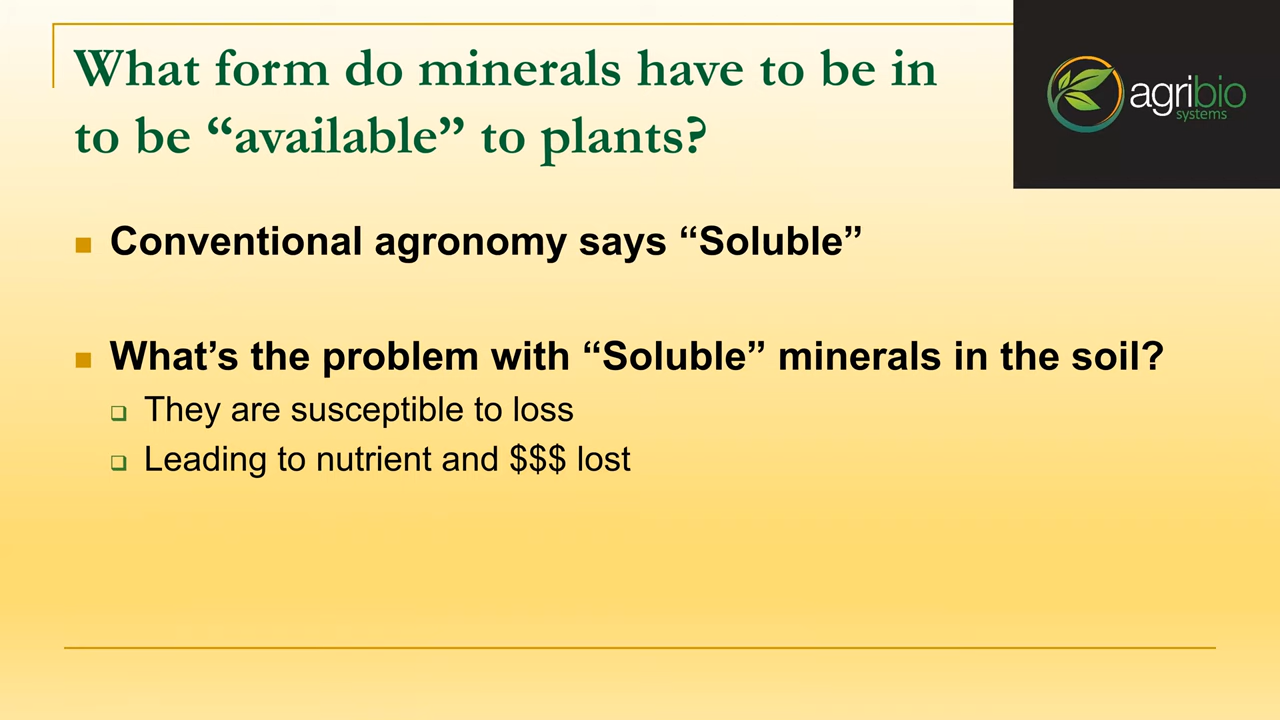 What form do minerals have to be in
to be “available” to plants?
agribio
systems
Conventional agronomy says “Soluble”
What’s the problem with “Soluble” minerals in the soil?
They are susceptible to loss
Leading to nutrient and $$$ lost